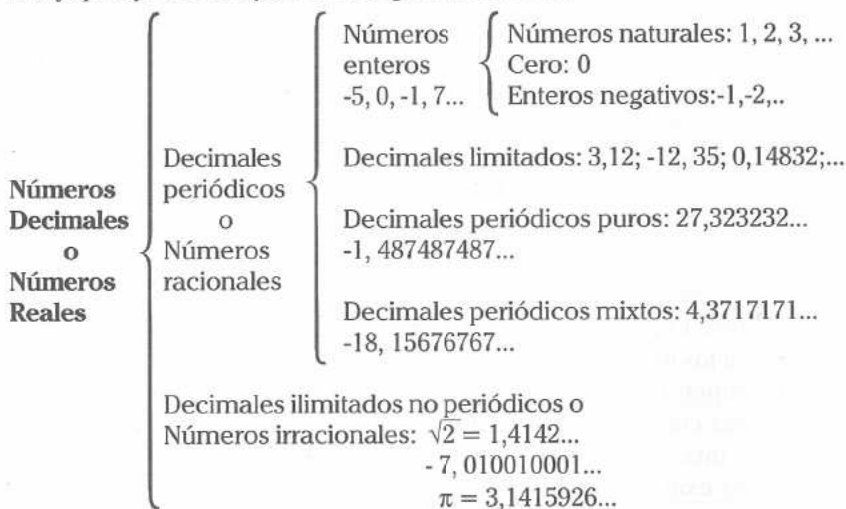 Números
Decimales
o
Números
Reales
Decimales
periódicos
o
Números
racionales
Números
enteros
-5, 0, -1, 7...
Números naturales: 1, 2, 3, ...
Cero: 0
Enteros negativos:-1,-2,..
Decimales limitados: 3,12; -12, 35; 0,14832;...
Decimales periódicos puros: 27,323232...
-1, 487487487...
Decimales periódicos mixtos: 4,3717171...
-18, 15676767...
Decimales ilimitados no periódicos o
Números irracionales: √2 = 1,4142...
- 7, 010010001...
π = 3,1415926...